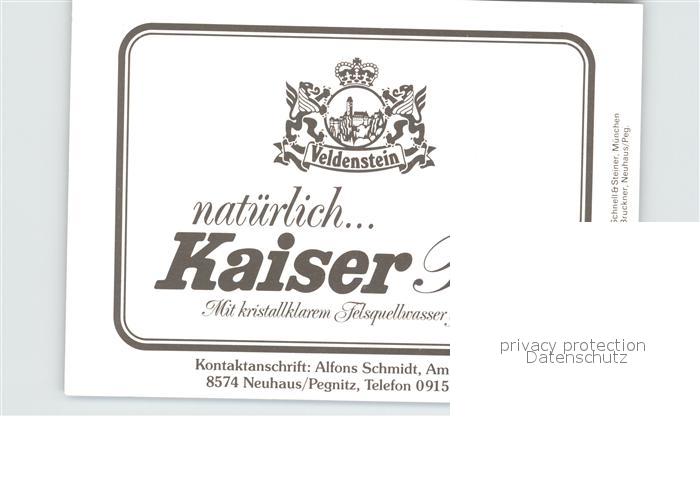 Veldenstein
natürlich...
Kaiser
Mit kristallklarem Felsquellwasser
Kontaktanschrift: Alfons Schmidt, Am
8574 Neuhaus/Pegnitz, Telefon 0915
Schnell & Steiner, München
Bruckner, Neuhaus/Peg.
privacy protection
Datenschutz